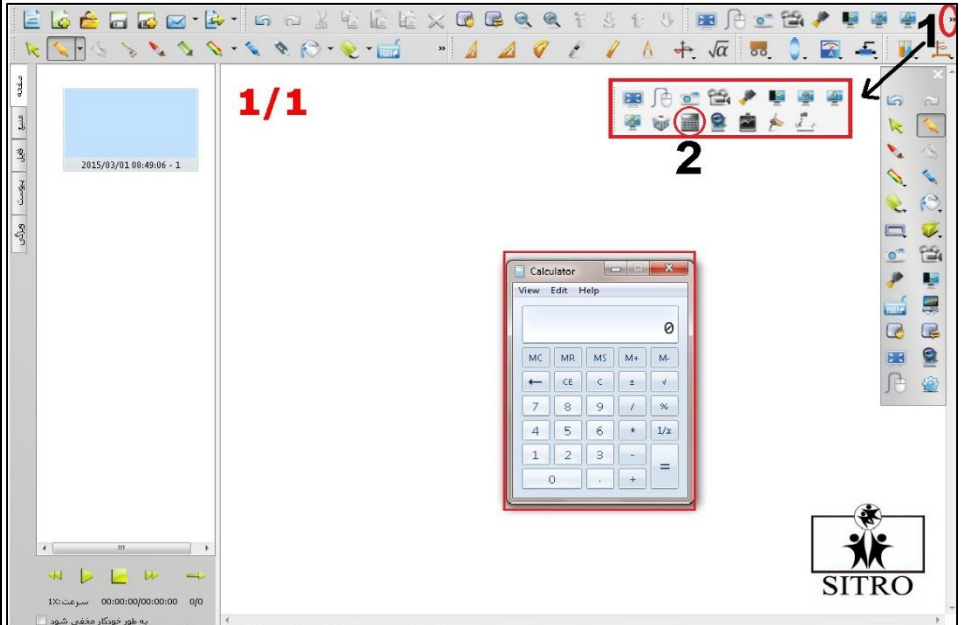 »
1
» √α
صفحه
منبع
فایل
پیوست
ویژگی
2015/03/01 08:49:06 - 1
1/1
2
Calculator
View Edit Help
0
MC MR MS M+ M-
← CE C ± √
7 8 9 / %
4 5 6 * 1/x
1 2 3 - =
0 . +
SITRO
سرعت:1X 00:00:00/00:00:00 0/0
به طور خودکار مخفی شود